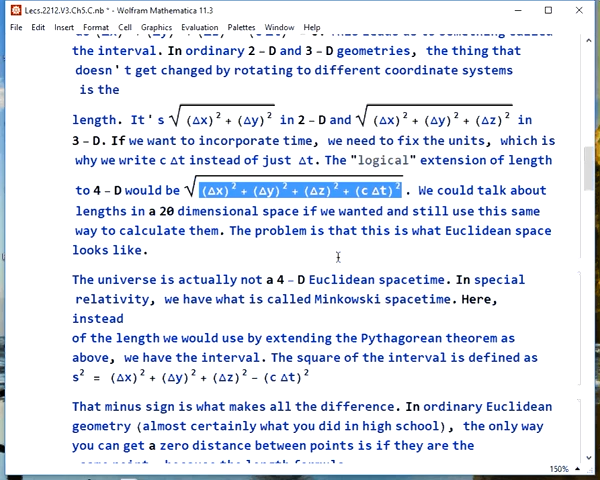 Lecs.2212.V3.Ch5.C.nb * - Wolfram Mathematica 11.3
File Edit Insert Format Cell Graphics Evaluation Palettes Window Help
the interval. In ordinary 2 - D and 3 - D geometries, the thing that
doesn't get changed by rotating to different coordinate systems
is the
length. It's √(Δx)² + (Δy)² in 2 - D and √(Δx)² + (Δy)² + (Δz)² in
3 - D. If we want to incorporate time, we need to fix the units, which is
why we write c Δt instead of just Δt. The "logical" extension of length
to 4 - D would be √(Δx)² + (Δy)² + (Δz)² + (c Δt)² . We could talk about
lengths in a 20 dimensional space if we wanted and still use this same
way to calculate them. The problem is that this is what Euclidean space
looks like.
The universe is actually not a 4 - D Euclidean spacetime. In special
relativity, we have what is called Minkowski spacetime. Here,
instead
of the length we would use by extending the Pythagorean theorem as
above, we have the interval. The square of the interval is defined as
s² = (Δx)² + (Δy)² + (Δz)² - (c Δt)²
That minus sign is what makes all the difference. In ordinary Euclidean
geometry (almost certainly what you did in high school), the only way
you can get a zero distance between points is if they are the
150%